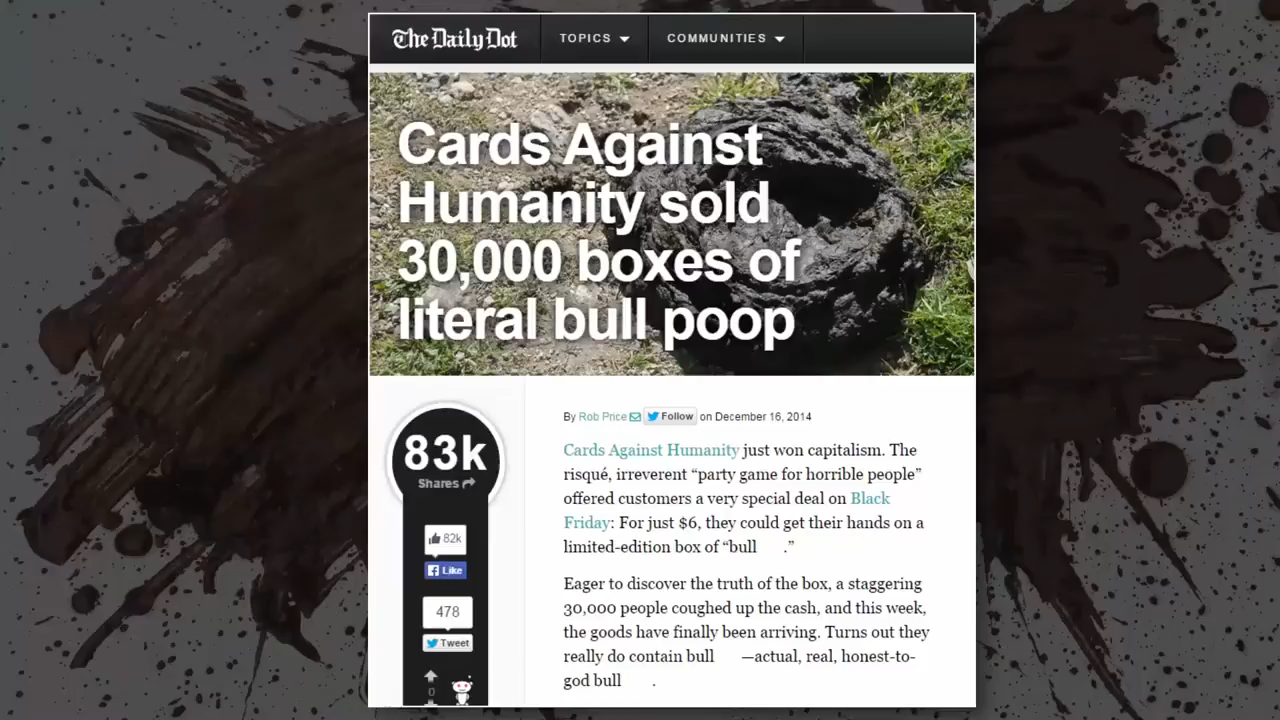 The Daily Dot
TOPICS
COMMUNITIES
Cards Against
Humanity sold
30,000 boxes of
literal bull poop
83k
Shares
82k
Like
478
Tweet
0
By Rob Price Follow on December 16, 2014
Cards Against Humanity just won capitalism. The
risqué, irreverent “party game for horrible people”
offered customers a very special deal on Black
Friday: For just $6, they could get their hands on a
limited-edition box of “bull .”
Eager to discover the truth of the box, a staggering
30,000 people coughed up the cash, and this week,
the goods have finally been arriving. Turns out they
really do contain bull —actual, real, honest-to-
god bull .